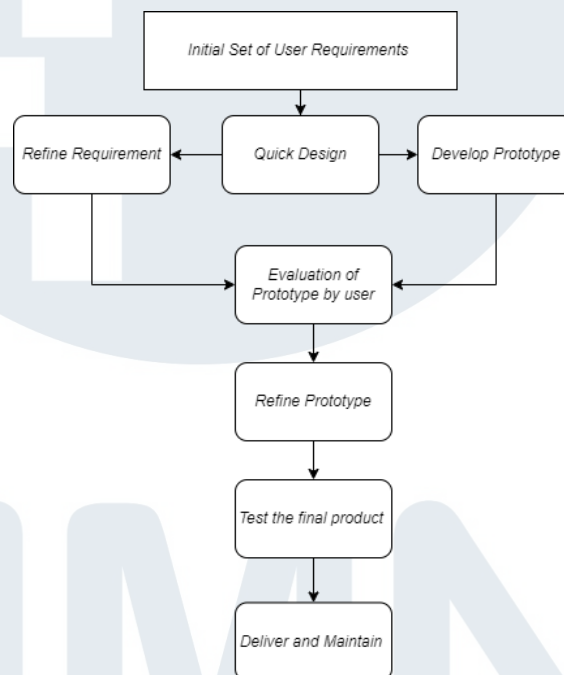 Initial Set of User Requirements
Refine Requirement
Quick Design
Develop Prototype
Evaluation of
Prototype by user
Refine Prototype
Test the final product
Deliver and Maintain